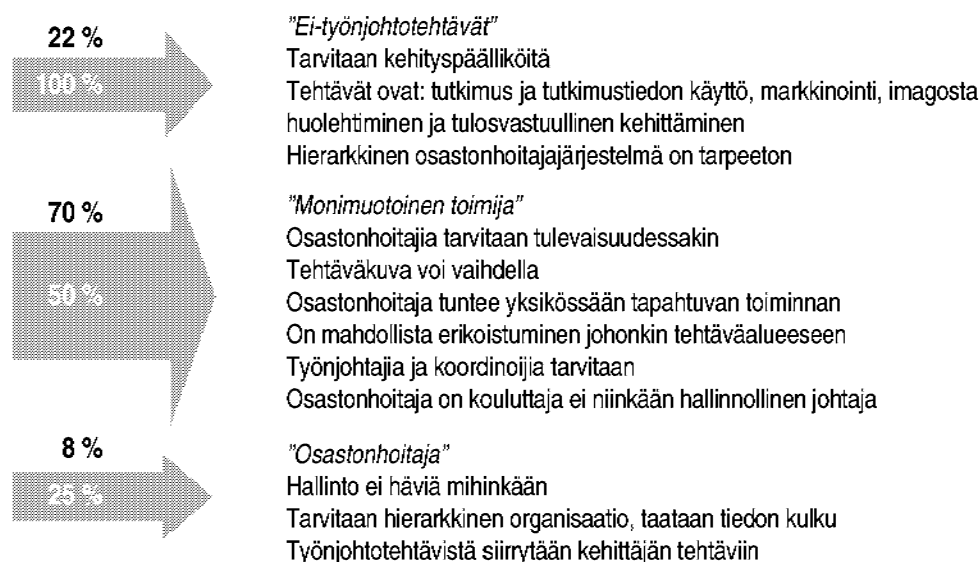 22 %
100 %
”Ei-työnjohtotehtävät”
Tarvitaan kehityspäälliköitä
Tehtävät ovat: tutkimus ja tutkimustiedon käyttö, markkinointi, imagosta
huolehtiminen ja tulosvastuullinen kehittäminen
Hierarkkinen osastonhoitajajärjestelmä on tarpeeton
70 %
50 %
”Monimuotoinen toimija”
Osastonhoitajia tarvitaan tulevaisuudessakin
Tehtäväkuva voi vaihdella
Osastonhoitaja tuntee yksikössään tapahtuvan toiminnan
On mahdollista erikoistuminen johonkin tehtäväalueeseen
Työnjohtajia ja koordinoijia tarvitaan
Osastonhoitaja on kouluttaja ei niinkään hallinnollinen johtaja
8 %
25 %
”Osastonhoitaja”
Hallinto ei häviä mihinkään
Tarvitaan hierarkkinen organisaatio, taataan tiedon kulku
Työnjohtotehtävistä siirrytään kehittäjän tehtäviin